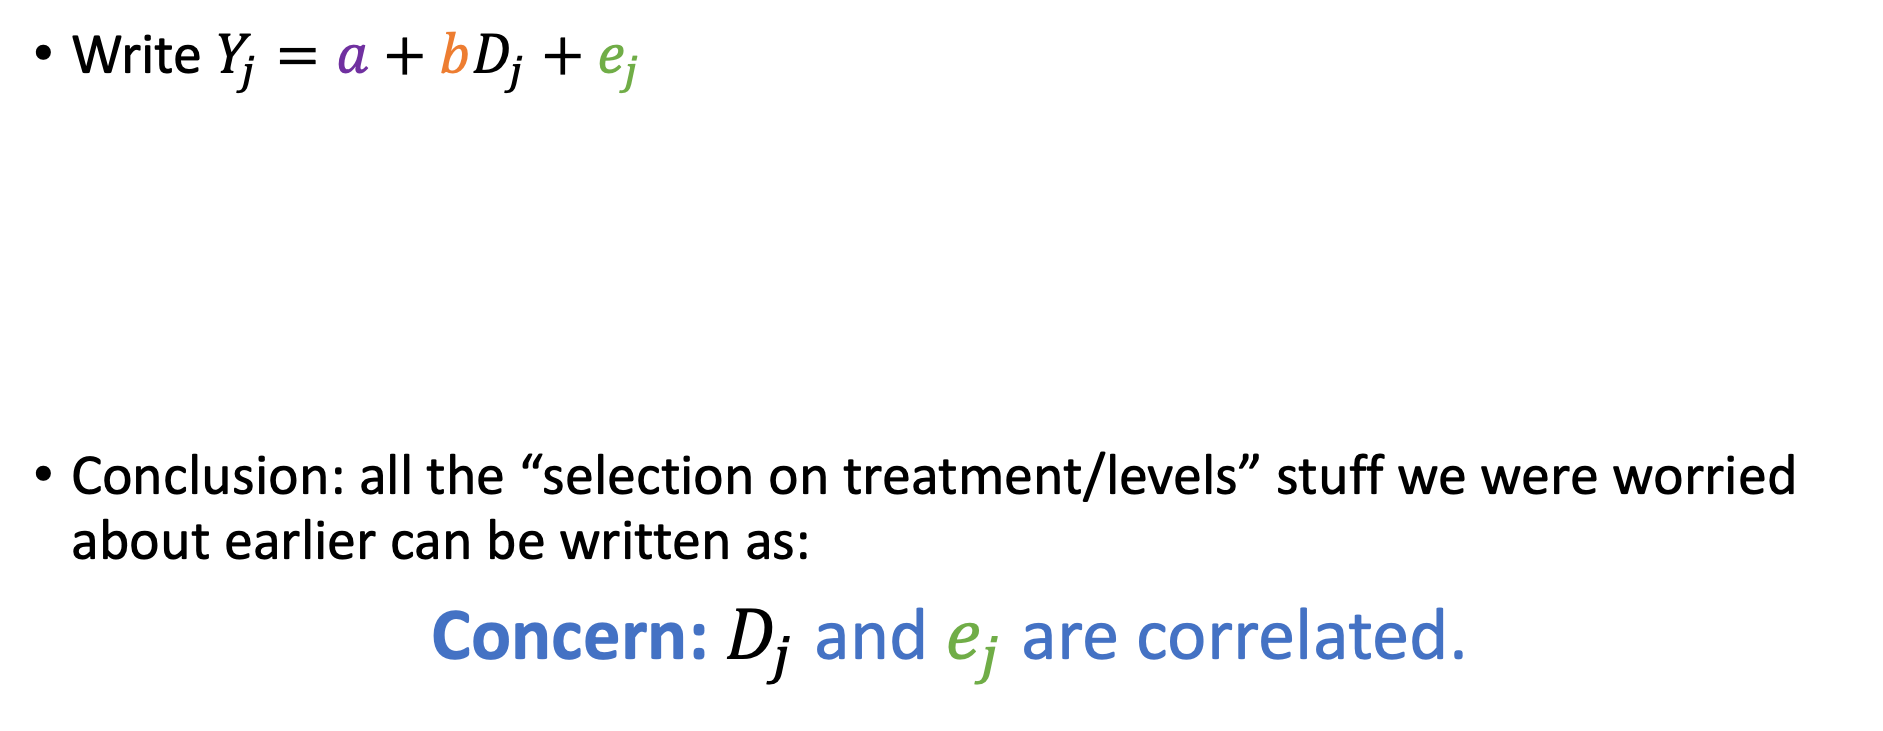 • Write Yⱼ = a + bDⱼ + eⱼ
• Conclusion: all the “selection on treatment/levels” stuff we were worried
about earlier can be written as:
Concern: Dⱼ and eⱼ are correlated.